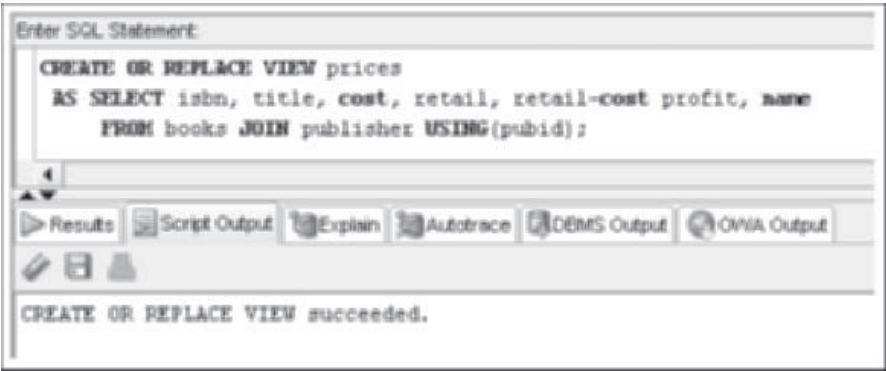 Enter SQL Statement:
CREATE OR REPLACE VIEW prices
AS SELECT isbn, title, cost, retail, retail-cost profit, name
FROM books JOIN publisher USING(pubid);
Results Script Output Explain Autotrace DBMS Output OWA Output
CREATE OR REPLACE VIEW succeeded.